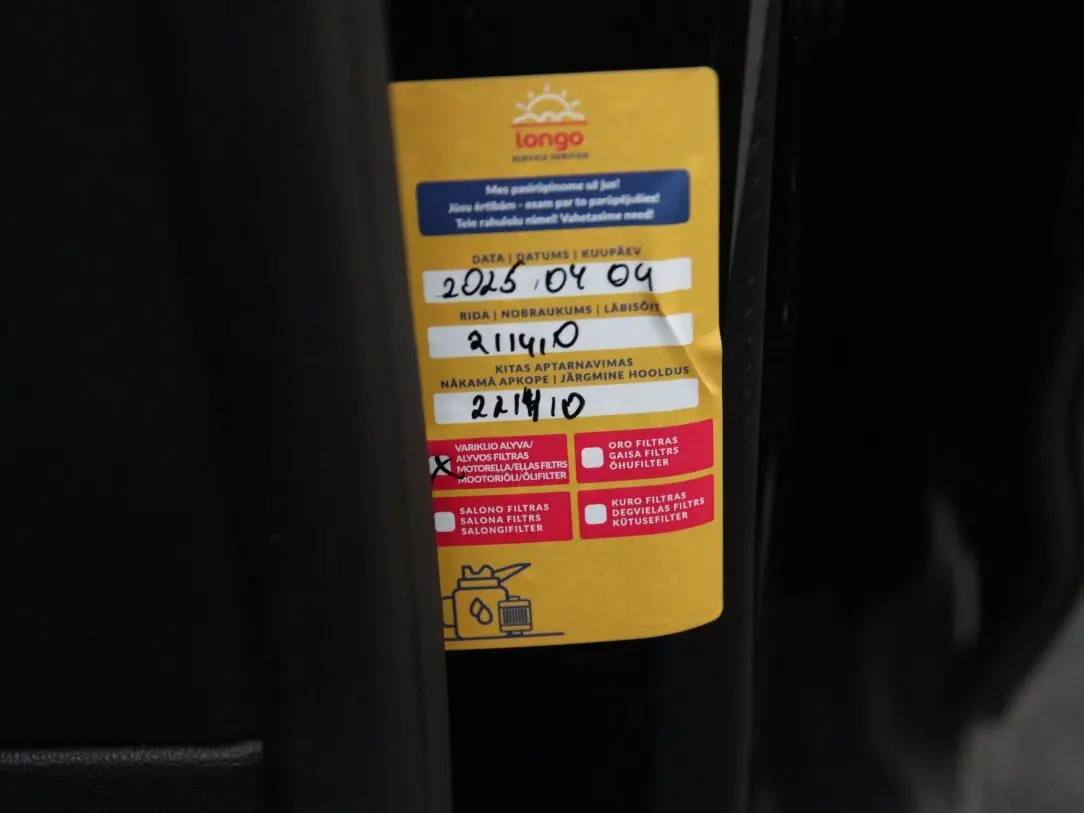 longo
Mes pasirūpinome už jus!
Jūsu ērtībām - esam par to parūpējušies!
Teie rahulolu nimel! Vahetasime need!
DATA | DATUMS | KUUPÄEV
2025.04 04
RIDA | NOBRAUKUMS | LÄBISÕIT
211410
KITAS APTARNAVIMAS
NĀKAMĀ APKOPE | JÄRGMINE HOOLDUS
221410
VARIKLIO ALYVA/
ALYVOS FILTRAS
MOTOREĻĻA/EĻĻAS FILTRS
MOOTORIÕLI/ÕLIFILTER
ORO FILTRAS
GAISA FILTRS
ÕHUFILTER
SALONO FILTRAS
SALONA FILTRS
SALONGIFILTER
KURO FILTRAS
DEGVIELAS FILTRS
KÜTUSEFILTER